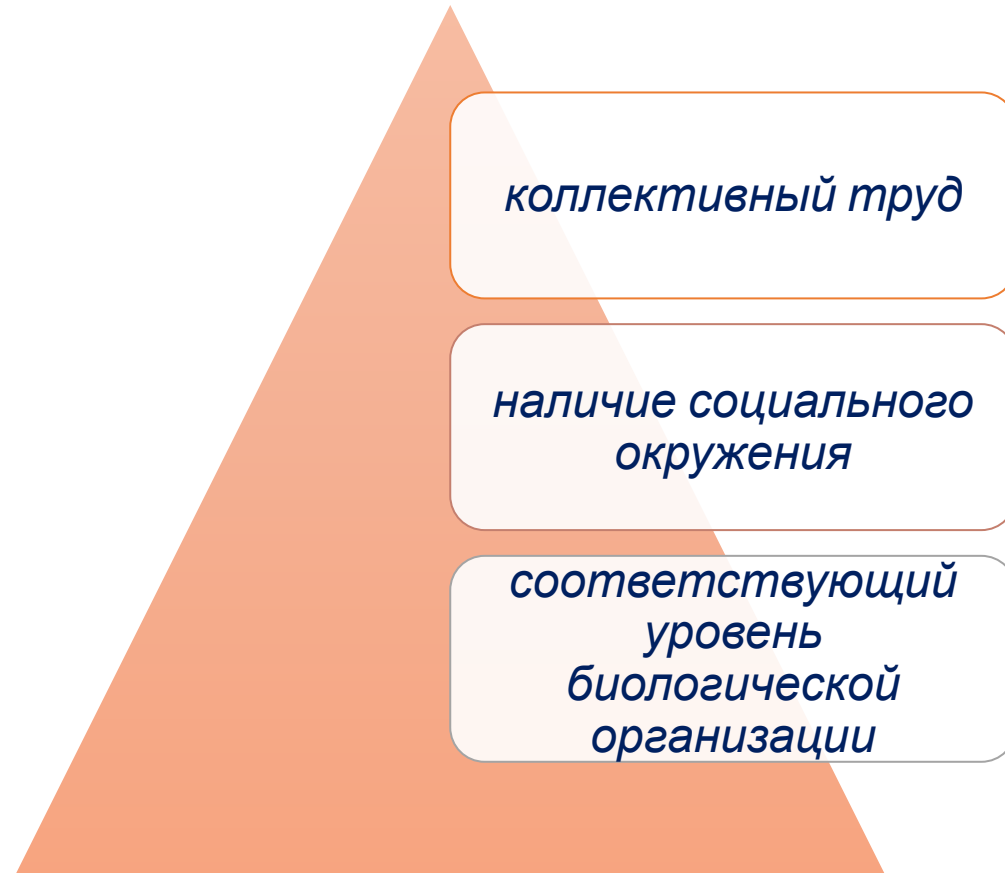 коллективный труд
наличие социального
окружения
соответствующий
уровень
биологической
организации